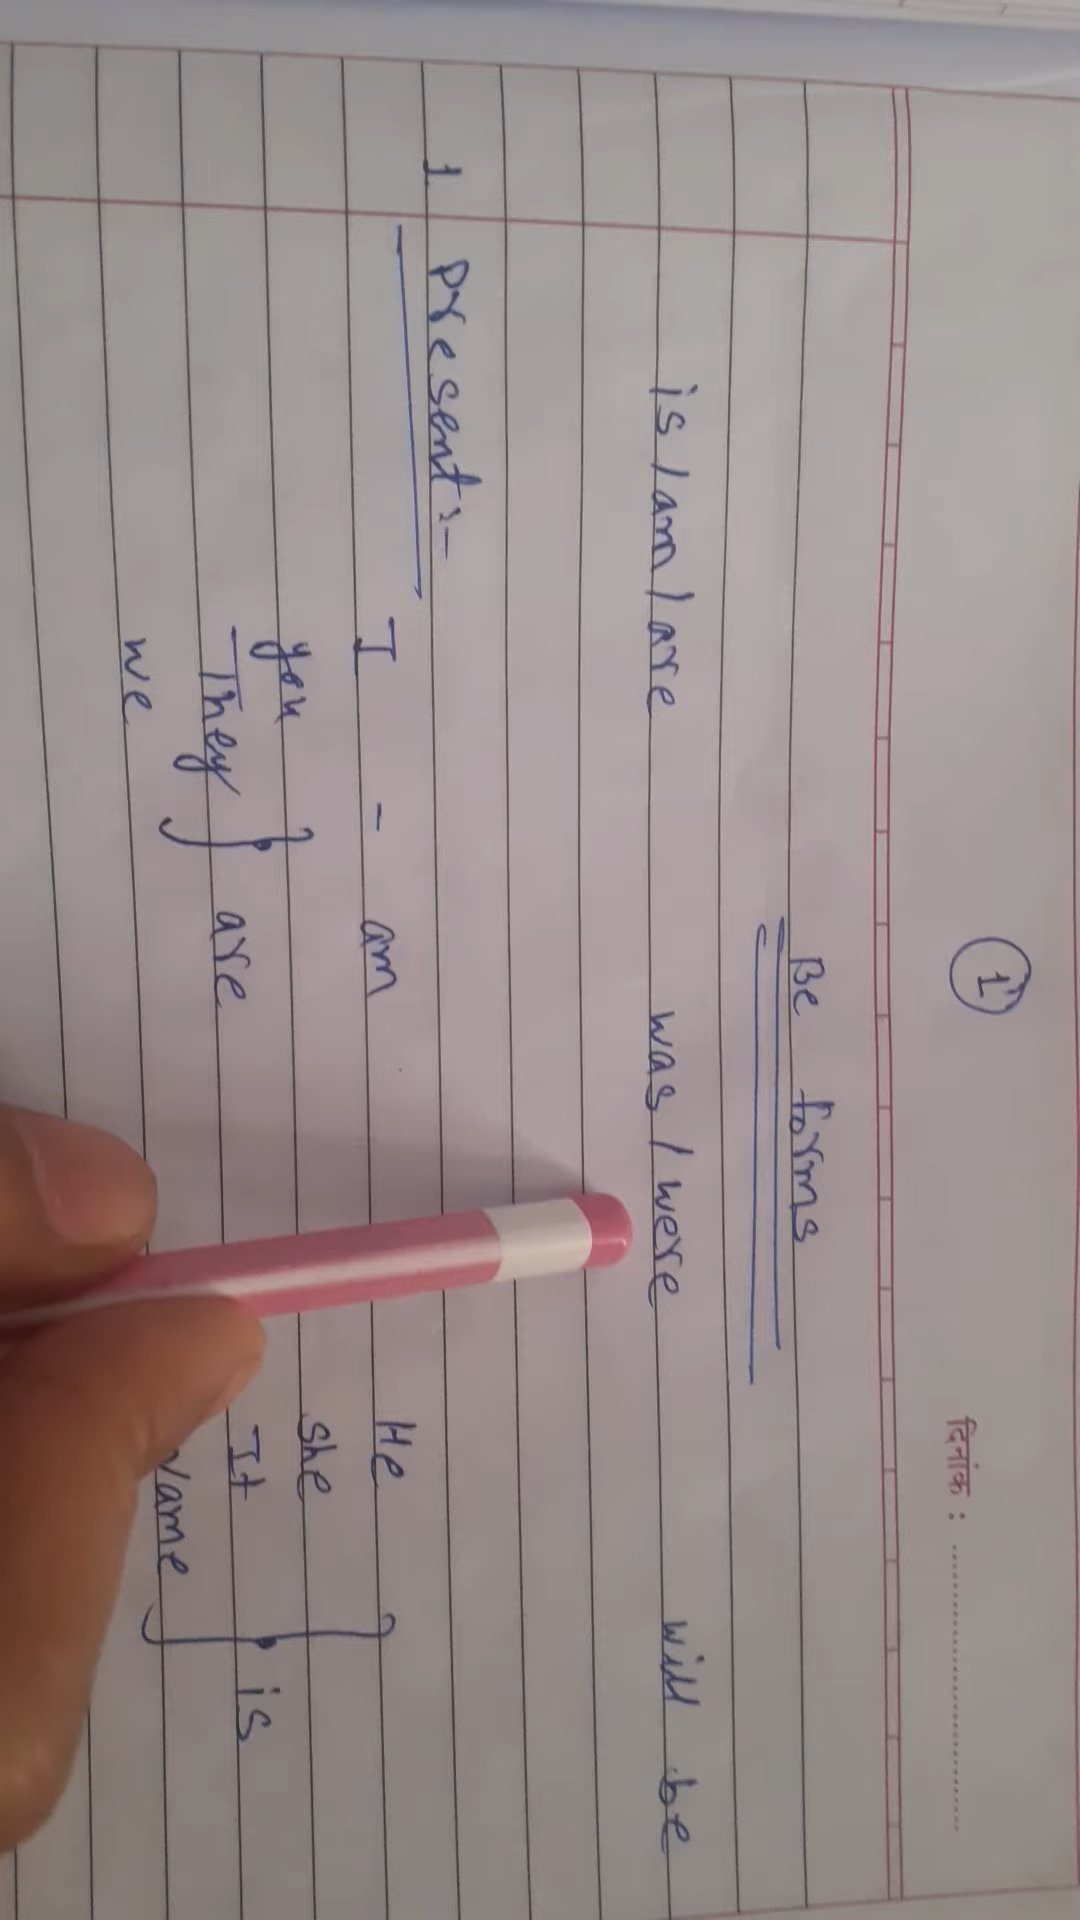 1
दिनांक : ..............................
Be forms
is / am / are was / were will be
1. Present :-
I - am He
you She
They } are It } is
we Name